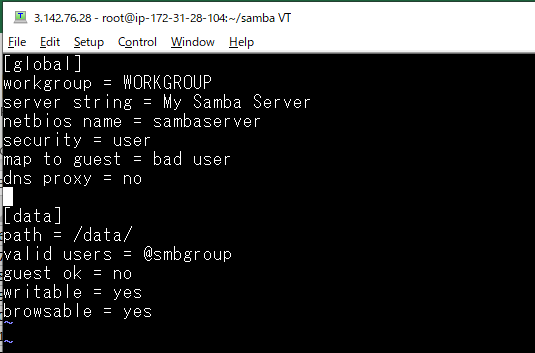 3.142.76.28 - root@ip-172-31-28-104:~/samba VT
File Edit Setup Control Window Help
[global]
workgroup = WORKGROUP
server string = My Samba Server
netbios name = sambaserver
security = user
map to guest = bad user
dns proxy = no
[data]
path = /data/
valid users = @smbgroup
guest ok = no
writable = yes
browsable = yes
~
~